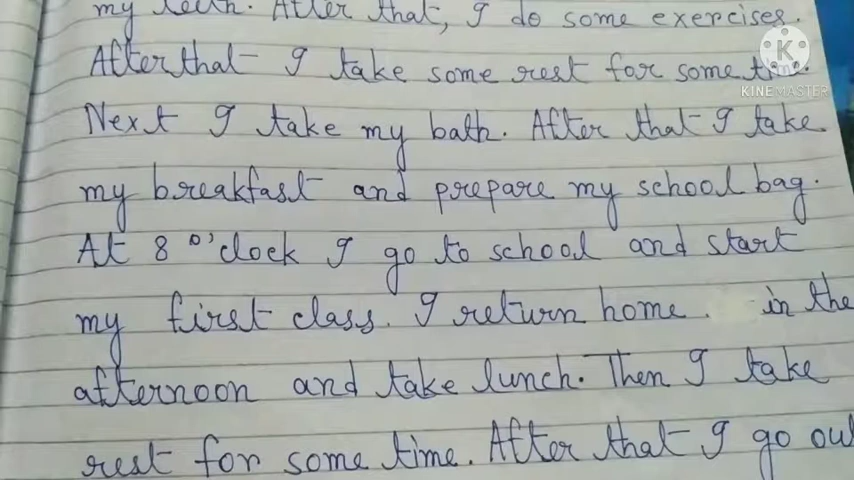 my teeth. After that, I do some exercises.
After that I take some rest for some time.
KINEMASTER
Next I take my bath. After that I take
my breakfast and prepare my school bag.
At 8 o'clock I go to school and start
my first class. I return home. in the
afternoon and take lunch. Then I take
rest for some time. After that I go out